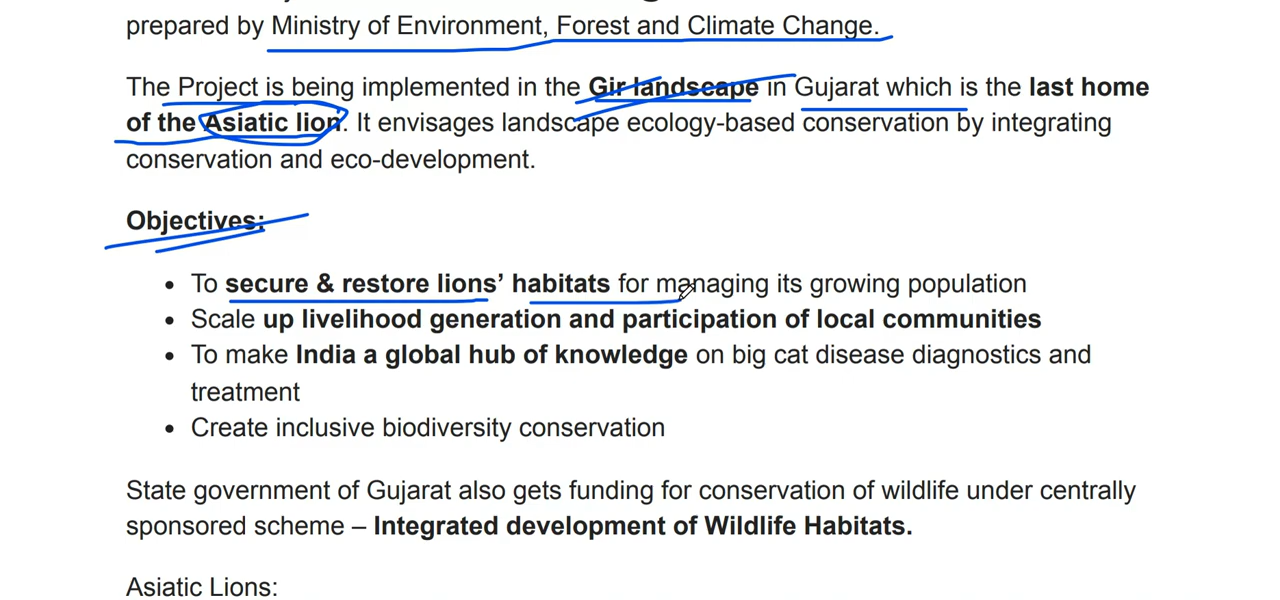 prepared by Ministry of Environment, Forest and Climate Change.
The Project is being implemented in the Gir landscape in Gujarat which is the last home
of the Asiatic lion. It envisages landscape ecology-based conservation by integrating
conservation and eco-development.
Objectives:
• To secure & restore lions’ habitats for managing its growing population
• Scale up livelihood generation and participation of local communities
• To make India a global hub of knowledge on big cat disease diagnostics and
treatment
• Create inclusive biodiversity conservation
State government of Gujarat also gets funding for conservation of wildlife under centrally
sponsored scheme – Integrated development of Wildlife Habitats.
Asiatic Lions: